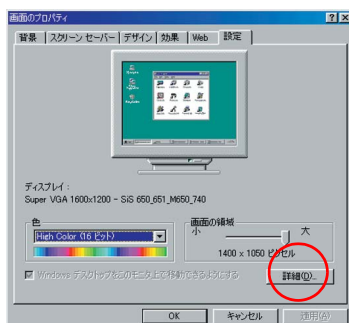 画面のプロパティ
背景 スクリーン セーバー デザイン 効果 Web 設定
ディスプレイ :
Super VGA 1600x1200 - SiS 650_651_M650_740
色
High Color (16 ビット)
画面の領域
小 大
1400 x 1050 ピクセル
Windows デスクトップをこのモニタ上で移動できるようにする
詳細(D)...
OK キャンセル 適用(A)